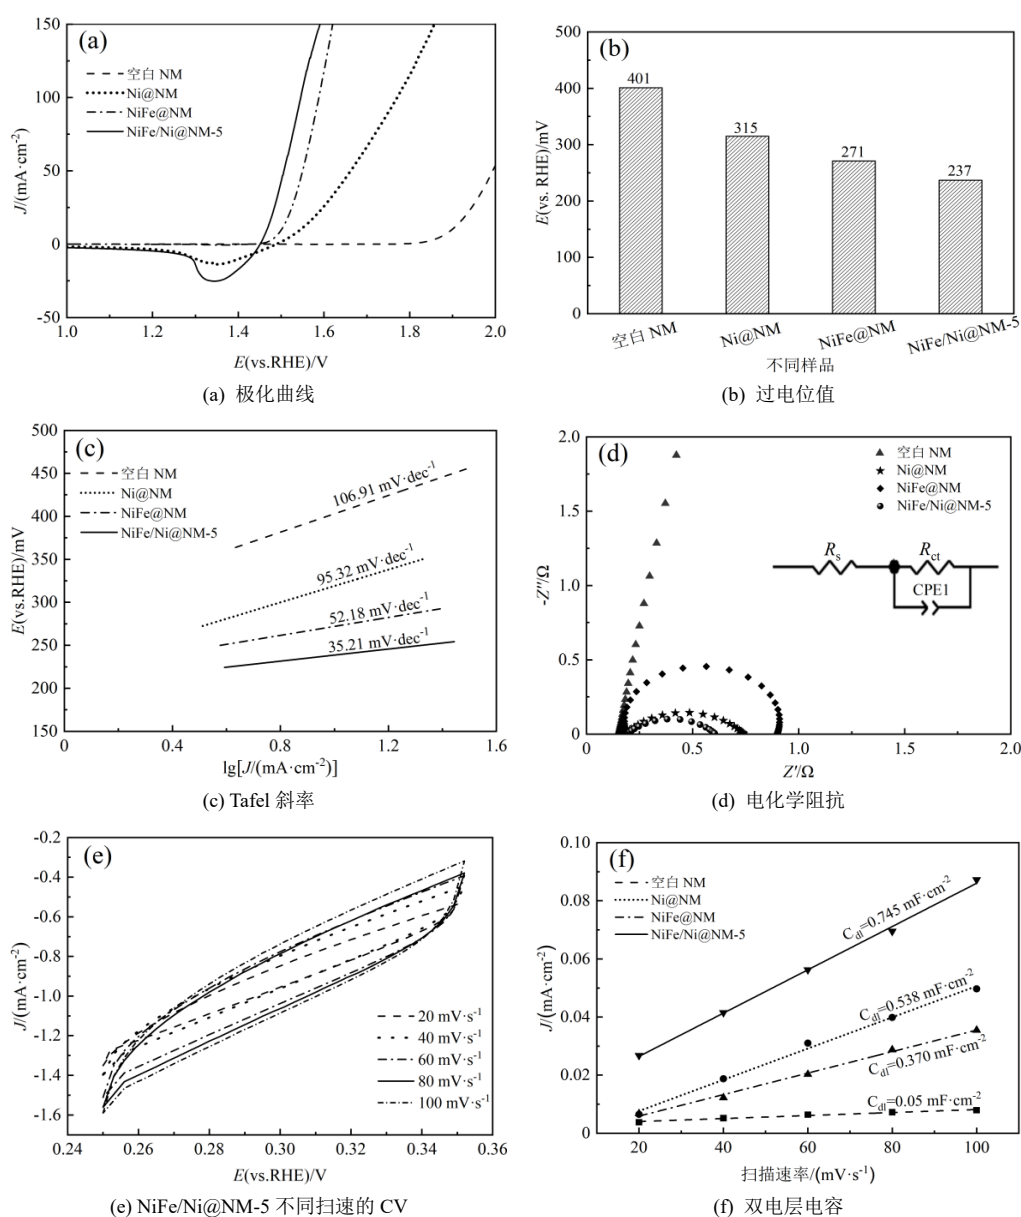 (a)
空白 NM
Ni@NM
NiFe@NM
NiFe/Ni@NM-5
J/(mA·cm⁻²)
150
100
50
0
-50
1.0 1.2 1.4 1.6 1.8 2.0
E(vs.RHE)/V
(a) 极化曲线
(b)
E(vs. RHE)/mV
500
400
300
200
100
0
401
315
271
237
空白 NM
Ni@NM
NiFe@NM
NiFe/Ni@NM-5
不同样品
(b) 过电位值
(c)
空白 NM
Ni@NM
NiFe@NM
NiFe/Ni@NM-5
E(vs.RHE)/mV
500
450
400
350
300
250
200
150
106.91 mV·dec⁻¹
95.32 mV·dec⁻¹
52.18 mV·dec⁻¹
35.21 mV·dec⁻¹
0 0.4 0.8 1.2 1.6
lg[J/(mA·cm⁻²)]
(c) Tafel 斜率
(d)
空白 NM
Ni@NM
NiFe@NM
NiFe/Ni@NM-5
-Z''/Ω
2.0
1.5
1.0
0.5
0
Rs
Rct
CPE1
0 0.5 1.0 1.5 2.0
Z'/Ω
(d) 电化学阻抗
(e)
J/(mA·cm⁻²)
-0.2
-0.4
-0.6
-0.8
-1.0
-1.2
-1.4
-1.6
20 mV·s⁻¹
40 mV·s⁻¹
60 mV·s⁻¹
80 mV·s⁻¹
100 mV·s⁻¹
0.24 0.26 0.28 0.30 0.32 0.34 0.36
E(vs.RHE)/V
(e) NiFe/Ni@NM-5 不同扫速的 CV
(f)
空白 NM
Ni@NM
NiFe@NM
NiFe/Ni@NM-5
J/(mA·cm⁻²)
0.10
0.08
0.06
0.04
0.02
0
Cdl=0.745 mF·cm⁻²
Cdl=0.538 mF·cm⁻²
Cdl=0.370 mF·cm⁻²
Cdl=0.05 mF·cm⁻²
20 40 60 80 100
扫描速率/(mV·s⁻¹)
(f) 双电层电容